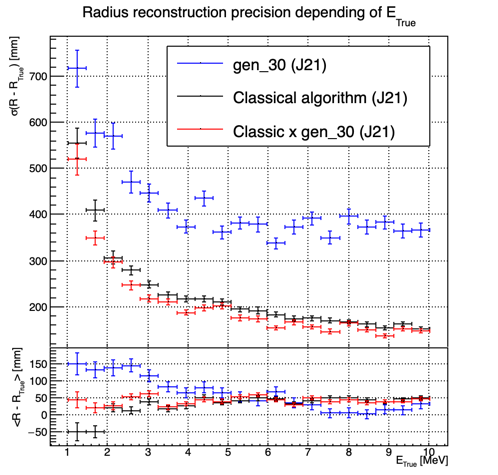 Radius reconstruction precision depending of E_True
σ(R - R_True) [mm]
700
600
500
400
300
200
gen_30 (J21)
Classical algorithm (J21)
Classic x gen_30 (J21)
<R - R_True> [mm]
150
100
50
0
−50
1 2 3 4 5 6 7 8 9 10
E_True [MeV]